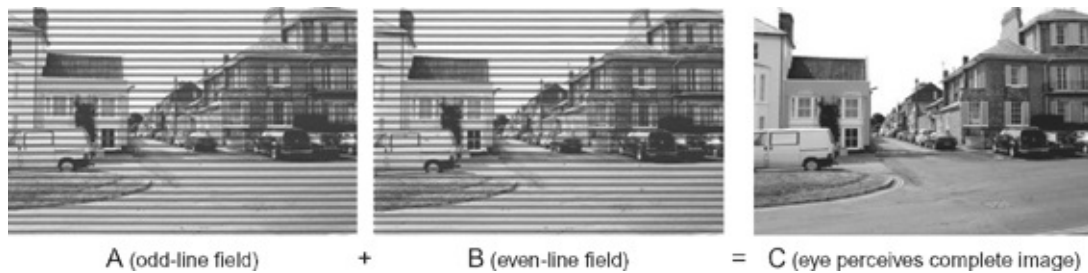 A (odd-line field) + B (even-line field) = C (eye perceives complete image)